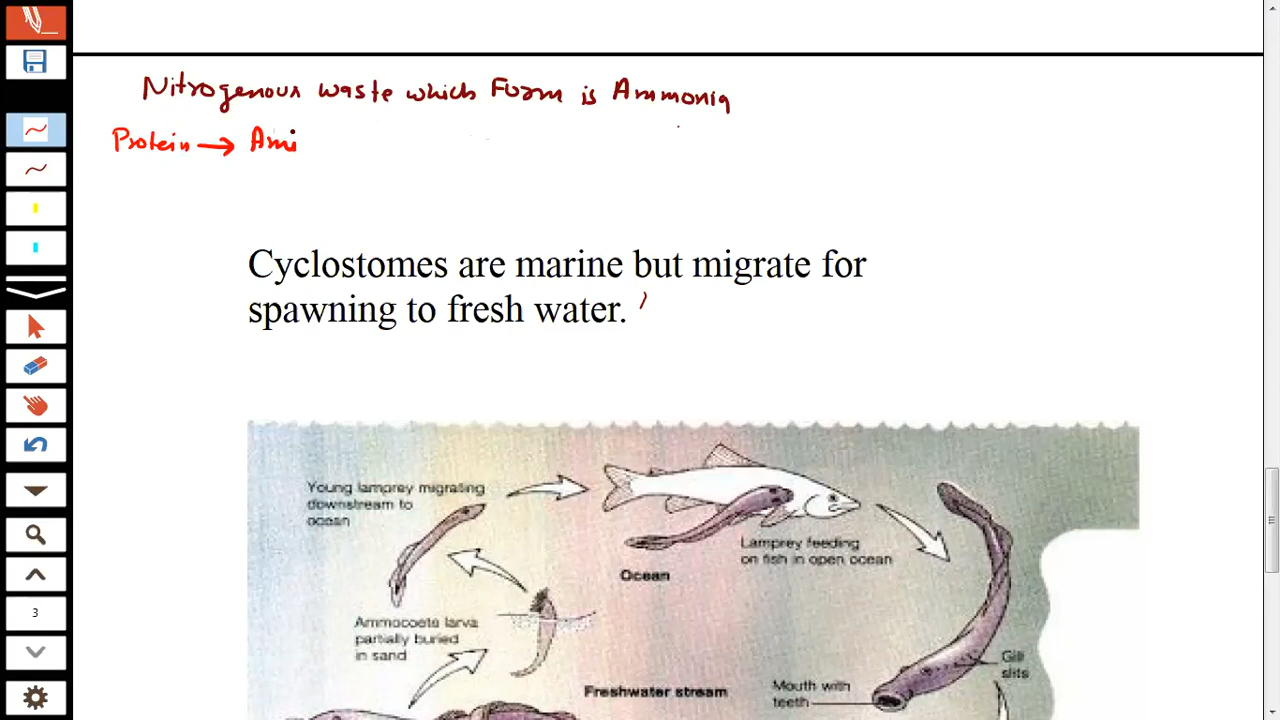 Nitrogenous waste which Form is Ammonia
Protein → Ami
Cyclostomes are marine but migrate for
spawning to fresh water.
Young lamprey migrating
downstream to
ocean
Lamprey feeding
on fish in open ocean
Ocean
Ammocoete larva
partially buried
in sand
Gill
slits
Freshwater stream
Mouth with
teeth
3